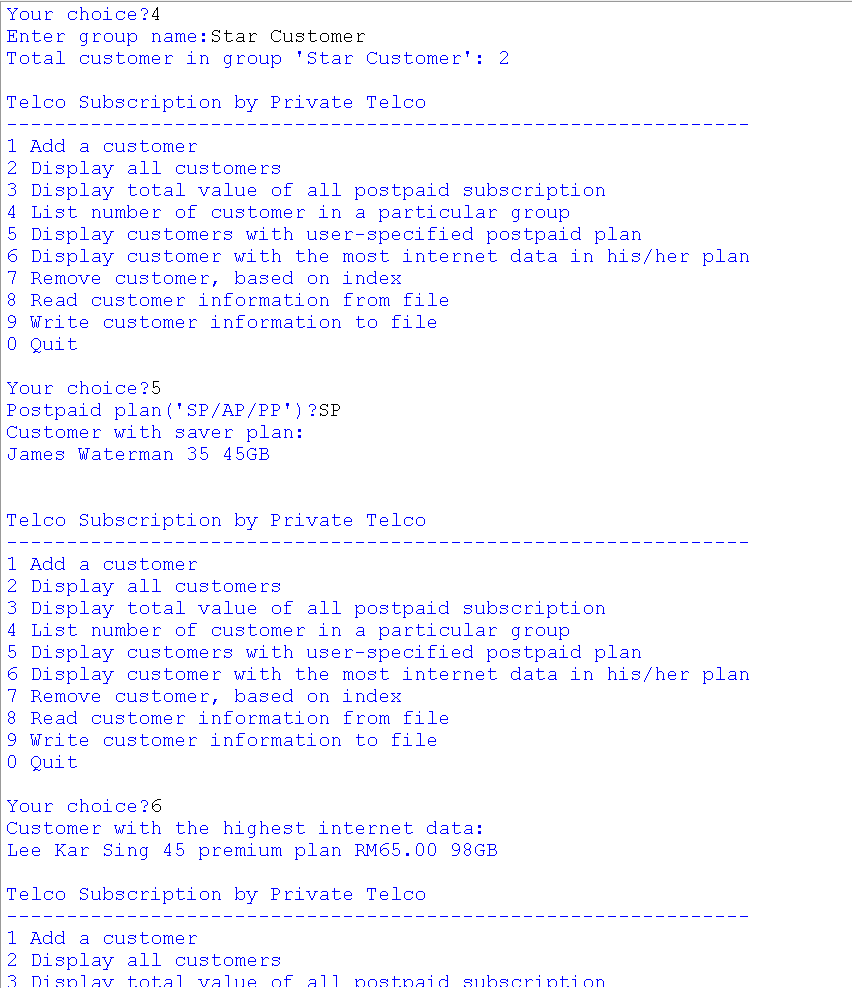 Your choice?4
Enter group name:Star Customer
Total customer in group 'Star Customer': 2
Telco Subscription by Private Telco
--------------------------------------------------------------
1 Add a customer
2 Display all customers
3 Display total value of all postpaid subscription
4 List number of customer in a particular group
5 Display customers with user-specified postpaid plan
6 Display customer with the most internet data in his/her plan
7 Remove customer, based on index
8 Read customer information from file
9 Write customer information to file
0 Quit
Your choice?5
Postpaid plan('SP/AP/PP')?SP
Customer with saver plan:
James Waterman 35 45GB
Telco Subscription by Private Telco
--------------------------------------------------------------
1 Add a customer
2 Display all customers
3 Display total value of all postpaid subscription
4 List number of customer in a particular group
5 Display customers with user-specified postpaid plan
6 Display customer with the most internet data in his/her plan
7 Remove customer, based on index
8 Read customer information from file
9 Write customer information to file
0 Quit
Your choice?6
Customer with the highest internet data:
Lee Kar Sing 45 premium plan RM65.00 98GB
Telco Subscription by Private Telco
--------------------------------------------------------------
1 Add a customer
2 Display all customers
3 Display total value of all postpaid subscription